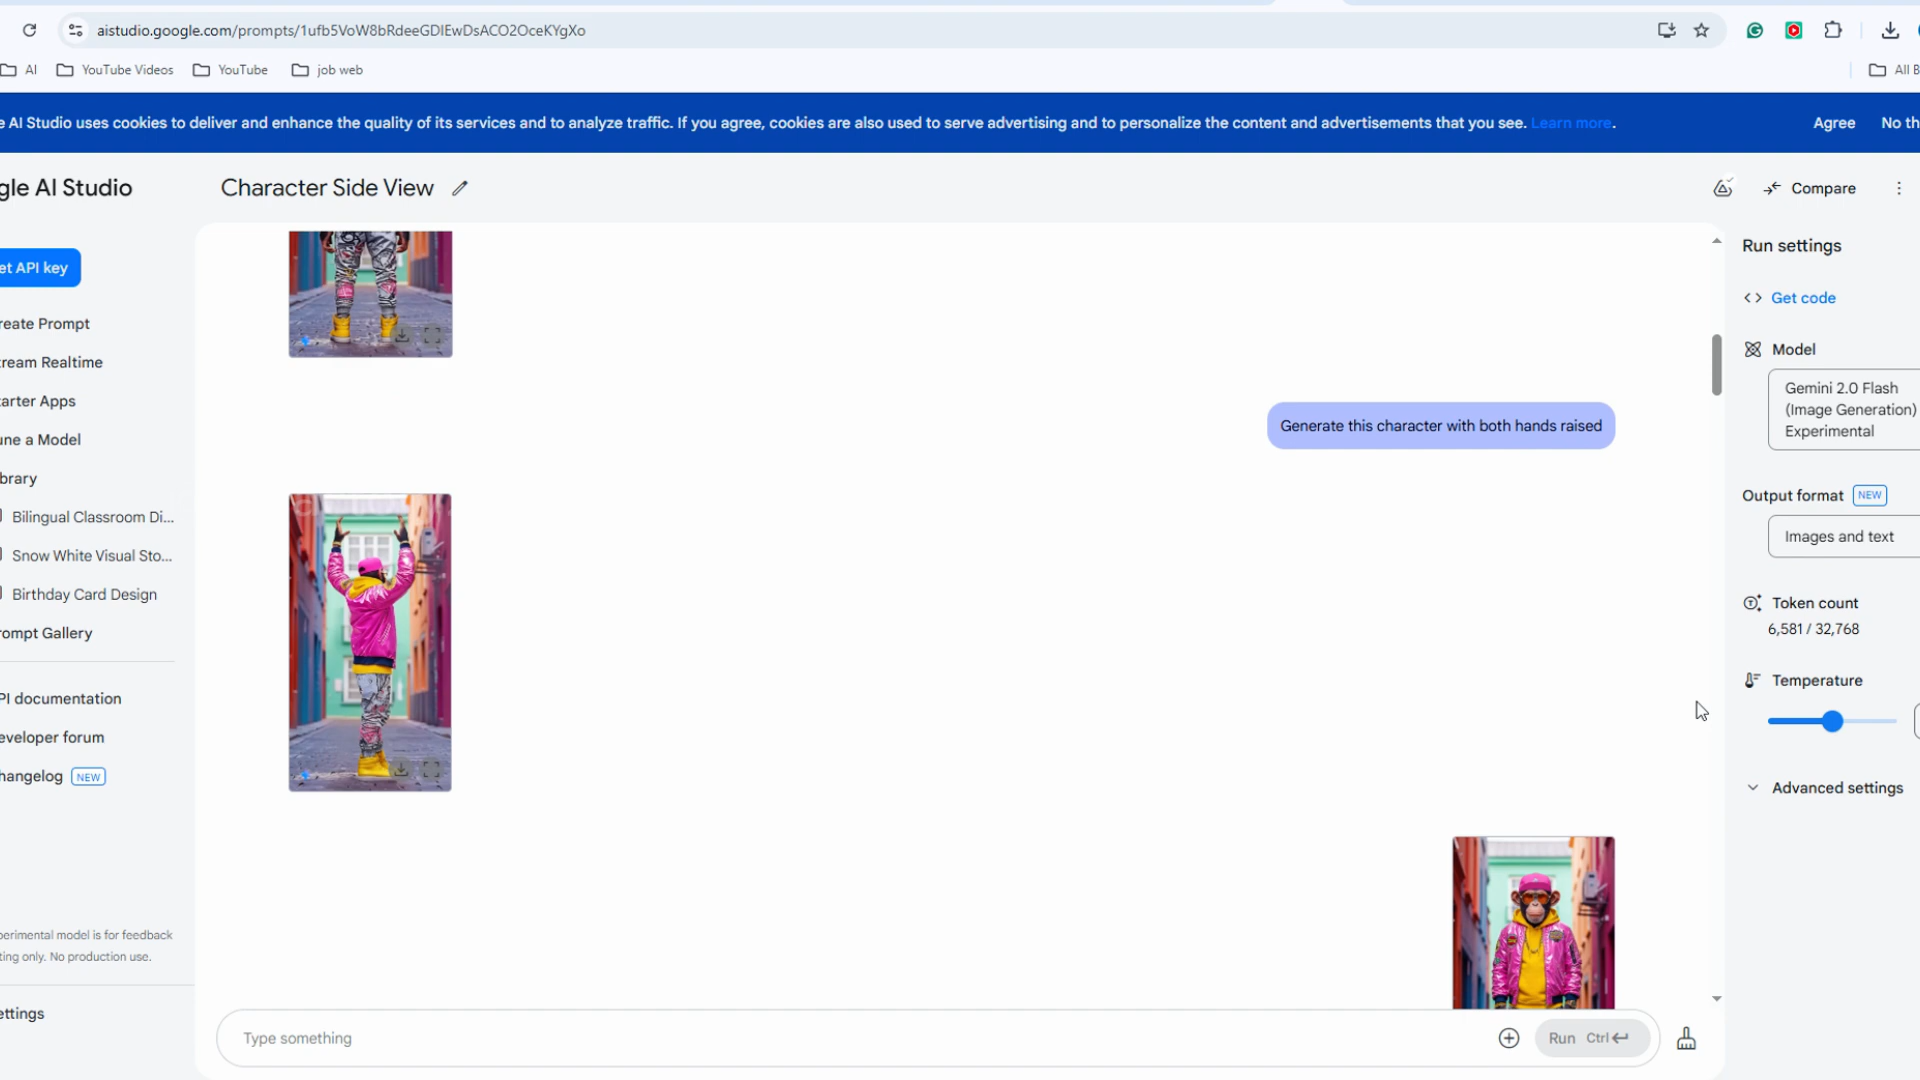 aistudio.google.com/prompts/1ufb5VoW8bRdeeGDlEwDsACO2OceKYgXo
AI
YouTube Videos
YouTube
job web
All B
e AI Studio uses cookies to deliver and enhance the quality of its services and to analyze traffic. If you agree, cookies are also used to serve advertising and to personalize the content and advertisements that you see. Learn more.
Agree
No th
gle AI Studio
Character Side View
Compare
et API key
Run settings
Get code
reate Prompt
Model
tream Realtime
Gemini 2.0 Flash
(Image Generation)
Experimental
tarter Apps
Generate this character with both hands raised
une a Model
brary
Output format NEW
Bilingual Classroom Di...
Images and text
Snow White Visual Sto...
Birthday Card Design
Token count
6,581 / 32,768
rompt Gallery
Temperature
PI documentation
eveloper forum
hangelog NEW
Advanced settings
perimental model is for feedback
ting only. No production use.
ettings
Type something
Run Ctrl